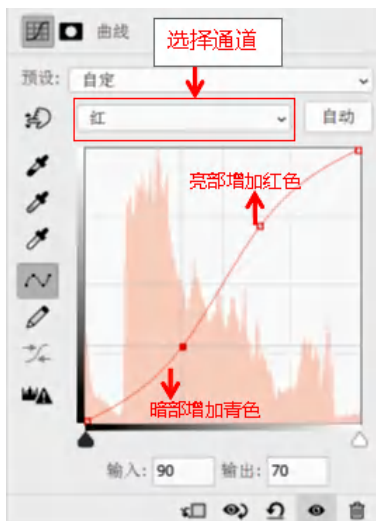 曲线
选择通道
预设: 自定
红
自动
亮部增加红色
暗部增加青色
输入: 90 输出: 70